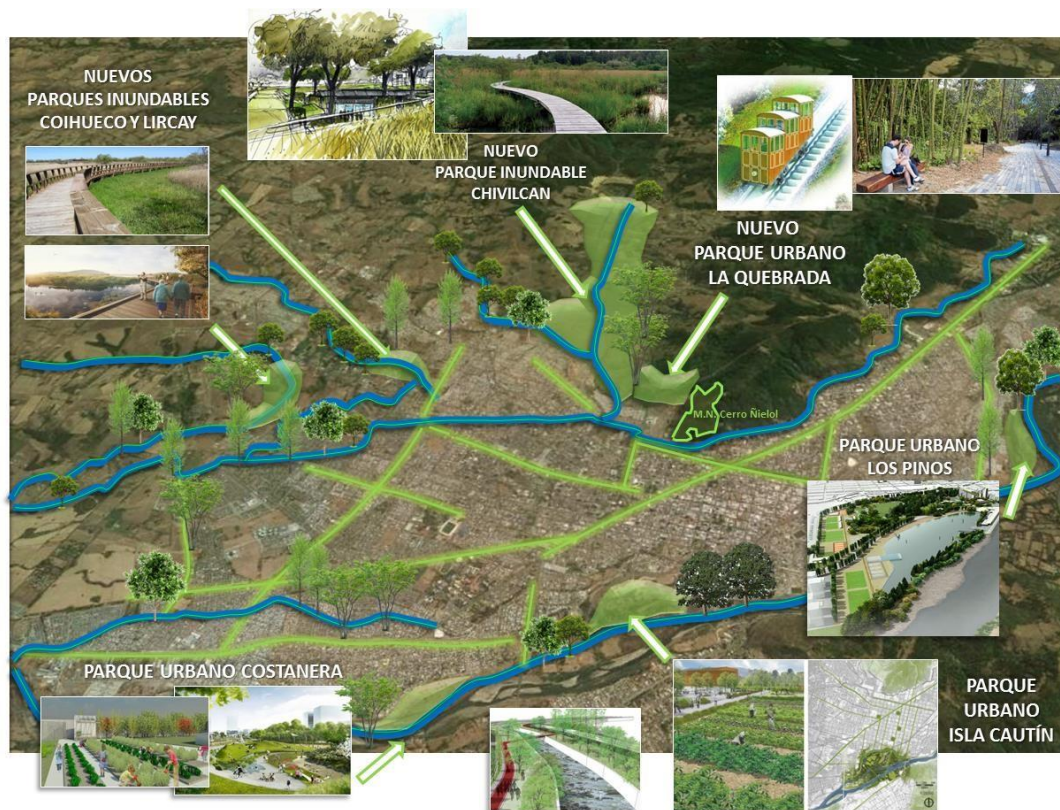 NUEVOS
PARQUES INUNDABLES
COIHUECO Y LIRCAY
NUEVO
PARQUE INUNDABLE
CHIVILCAN
NUEVO
PARQUE URBANO
LA QUEBRADA
M.N. Cerro Ñielol
PARQUE URBANO
LOS PINOS
PARQUE URBANO COSTANERA
PARQUE
URBANO
ISLA CAUTÍN